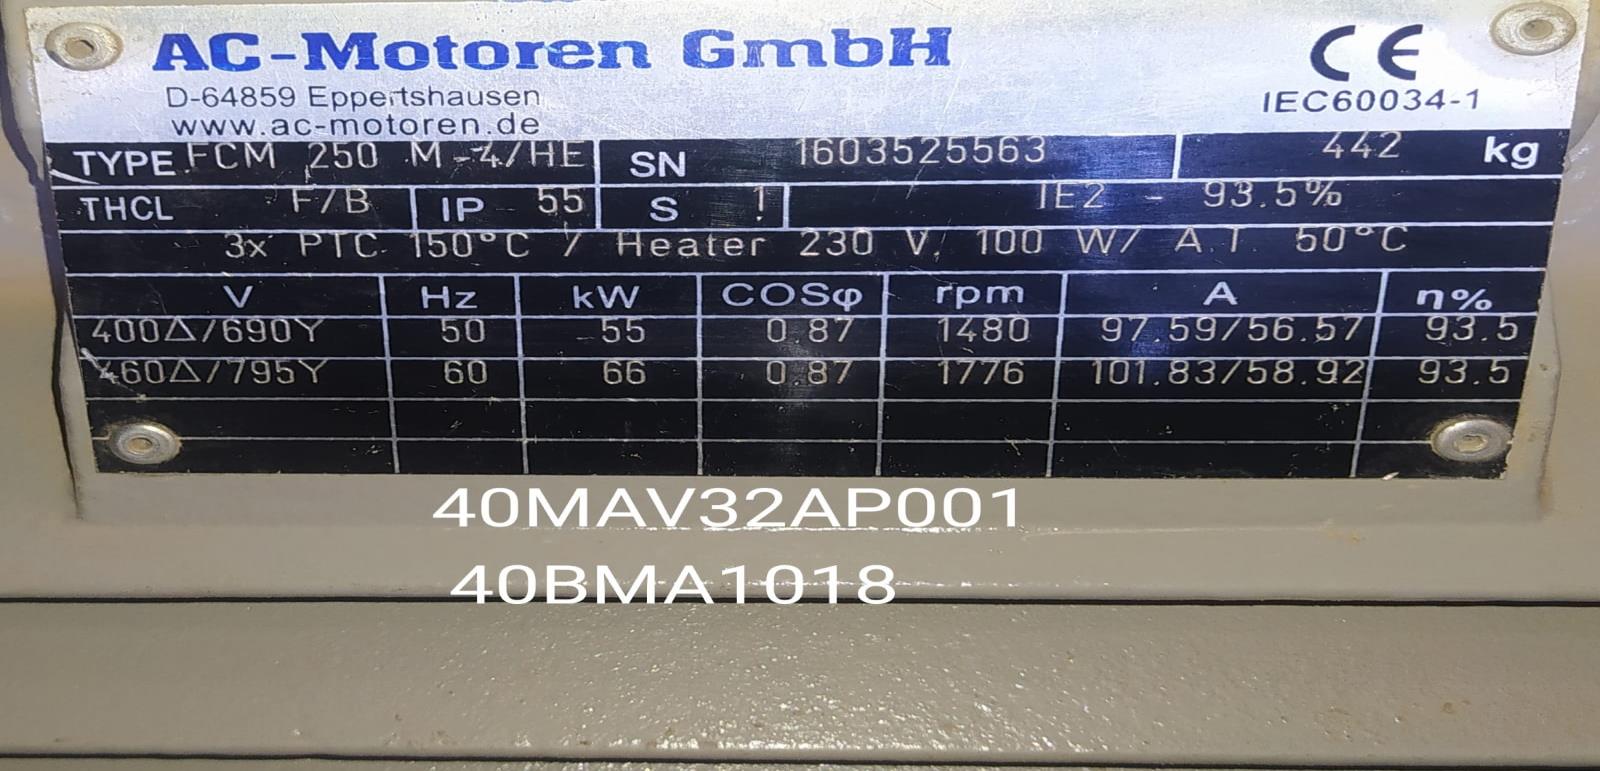 AC-Motoren GmbH
CE
D-64859 Eppertshausen
IEC60034-1
www.ac-motoren.de
TYPE FCM 250 M-4/HE SN 1603525563 442 kg
THCL F/B IP 55 S 1 IE2 - 93.5%
3x PTC 150°C / Heater 230 V, 100 W/ A.T. 50°C
V Hz kW COSφ rpm A η%
400Δ/690Y 50 55 0.87 1480 97.59/56.57 93.5
460Δ/795Y 60 66 0.87 1776 101.83/58.92 93.5
40MAV32AP001
40BMA1018